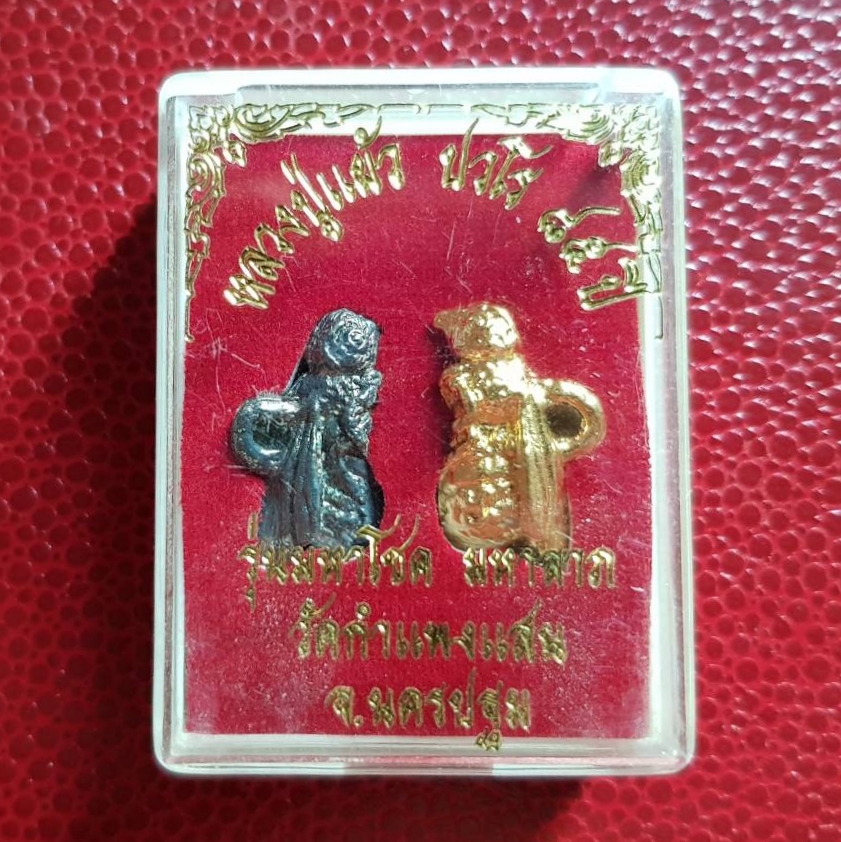 หลวงปู่แผ้ว ปวโร ๘๘ ปี
รุ่นมหาโชค มหาลาภ
วัดกำแพงแสน
จ.นครปฐม